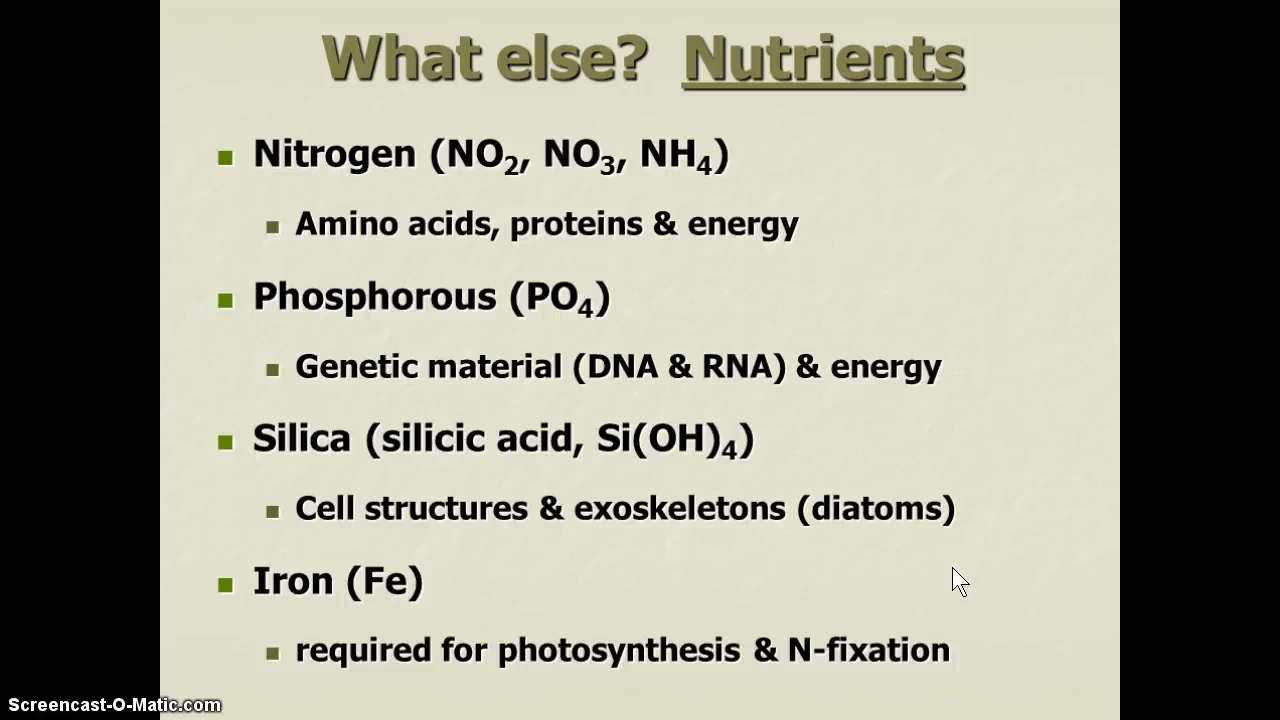 What else? Nutrients
Nitrogen (NO₂, NO₃, NH₄)
Amino acids, proteins & energy
Phosphorous (PO₄)
Genetic material (DNA & RNA) & energy
Silica (silicic acid, Si(OH)₄)
Cell structures & exoskeletons (diatoms)
Iron (Fe)
required for photosynthesis & N-fixation
Screencast-O-Matic.com